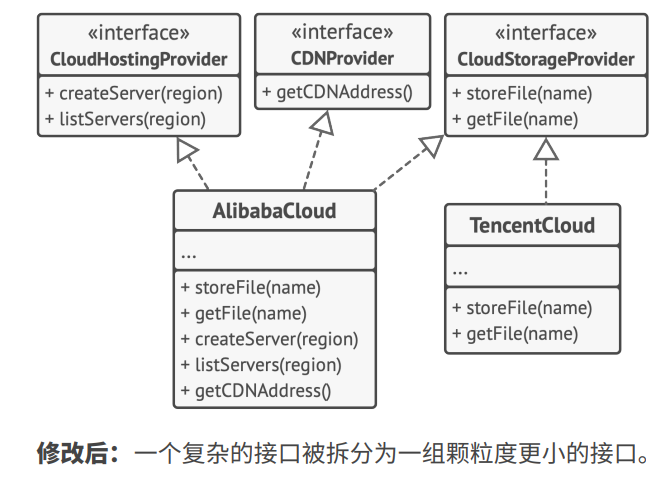 «interface»
CloudHostingProvider
+ createServer(region)
+ listServers(region)
«interface»
CDNProvider
+ getCDNAddress()
«interface»
CloudStorageProvider
+ storeFile(name)
+ getFile(name)
AlibabaCloud
...
+ storeFile(name)
+ getFile(name)
+ createServer(region)
+ listServers(region)
+ getCDNAddress()
TencentCloud
...
+ storeFile(name)
+ getFile(name)
修改后：一个复杂的接口被拆分为一组颗粒度更小的接口。